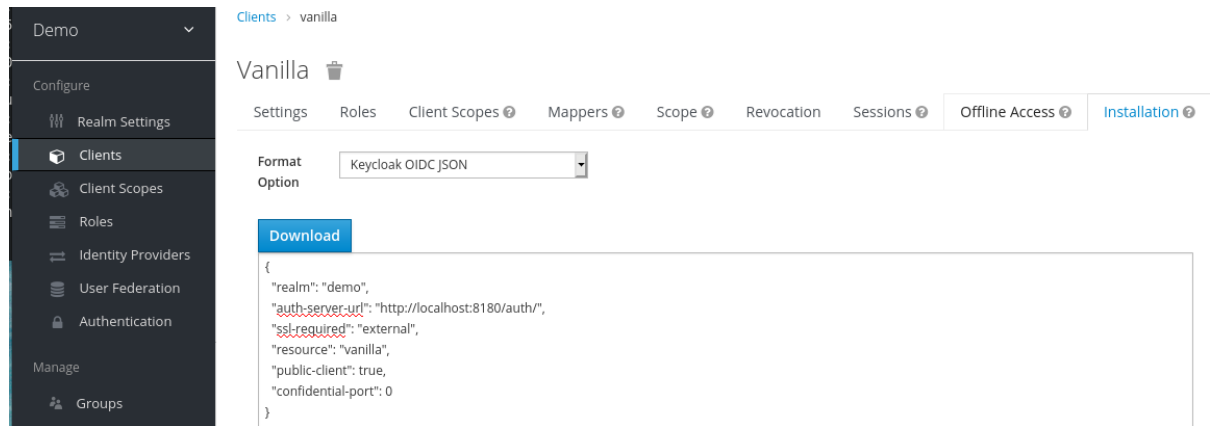 Demo
Configure
Realm Settings
Clients
Client Scopes
Roles
Identity Providers
User Federation
Authentication
Manage
Groups
Clients > vanilla
Vanilla
Settings Roles Client Scopes Mappers Scope Revocation Sessions Offline Access Installation
Format
Option
Keycloak OIDC JSON
Download
{
"realm": "demo",
"auth-server-url": "http://localhost:8180/auth/",
"ssl-required": "external",
"resource": "vanilla",
"public-client": true,
"confidential-port": 0
}